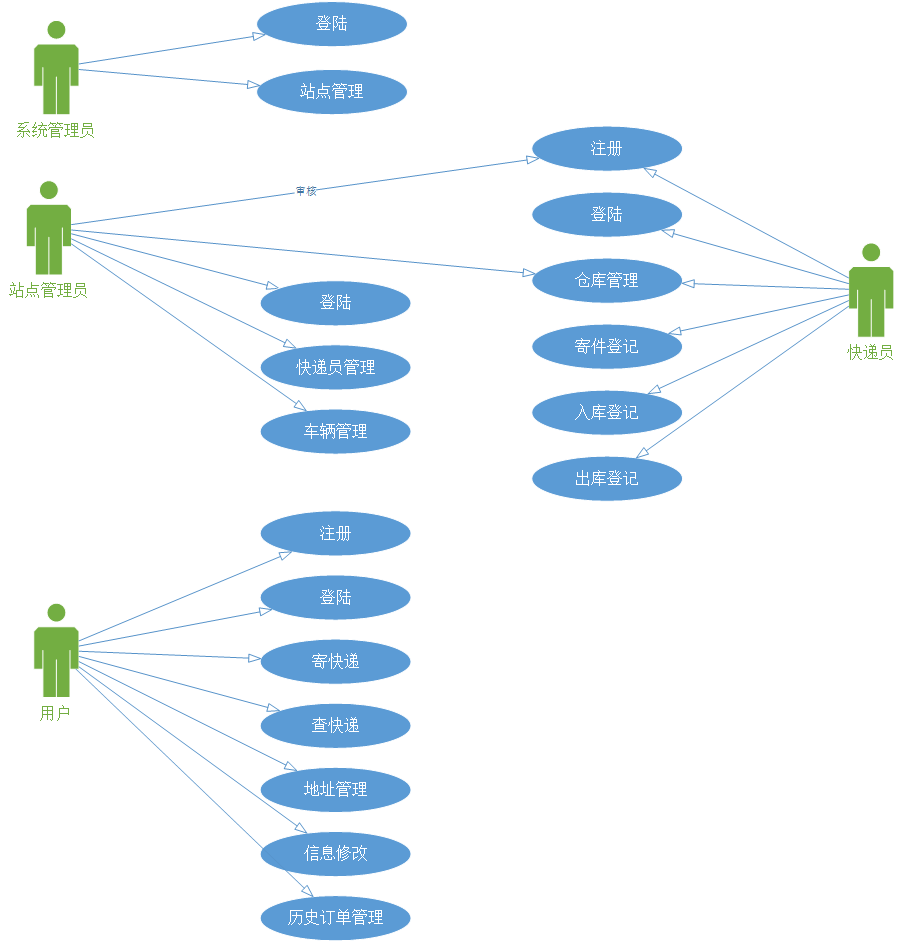 登陆
站点管理
系统管理员
注册
审核
登陆
站点管理员
仓库管理
登陆
寄件登记
快递员
快递员管理
入库登记
车辆管理
出库登记
注册
登陆
寄快递
用户
查快递
地址管理
信息修改
历史订单管理